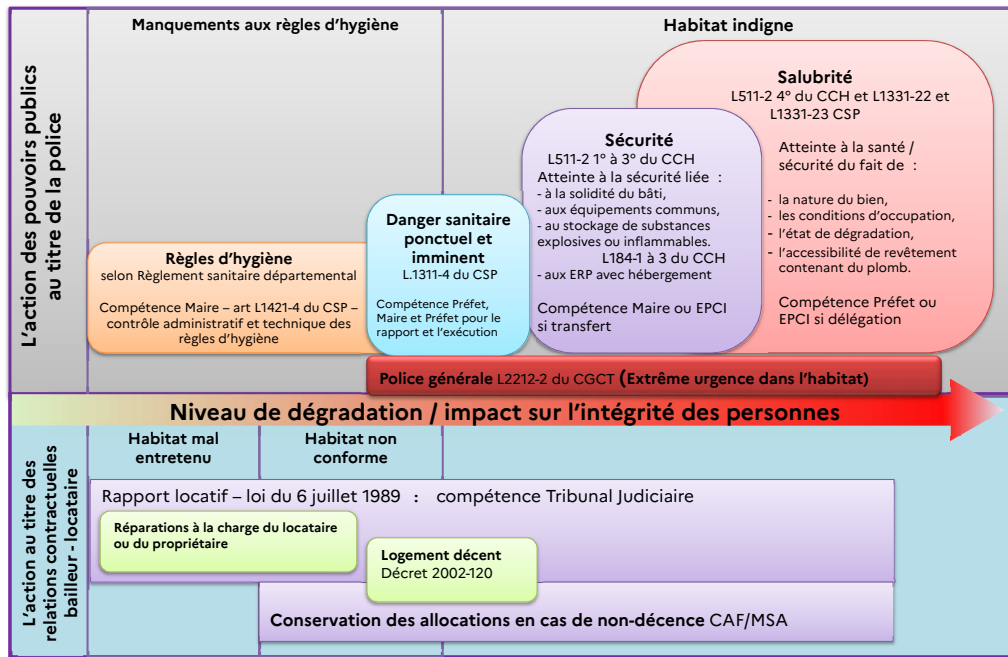 L'action des pouvoirs publics
au titre de la police
Manquements aux règles d'hygiène
Habitat indigne
Règles d'hygiène
selon Règlement sanitaire départemental
Compétence Maire – art L1421-4 du CSP –
contrôle administratif et technique des
règles d'hygiène
Danger sanitaire
ponctuel et
imminent
L.1311-4 du CSP
Compétence Préfet,
Maire et Préfet pour le
rapport et l'exécution
Sécurité
L511-2 1° à 3° du CCH
Atteinte à la sécurité liée :
- à la solidité du bâti,
- aux équipements communs,
- au stockage de substances
explosives ou inflammables.
L184-1 à 3 du CCH
- aux ERP avec hébergement
Compétence Maire ou EPCI
si transfert
Salubrité
L511-2 4° du CCH et L1331-22 et
L1331-23 CSP
Atteinte à la santé /
sécurité du fait de :
- la nature du bien,
- les conditions d'occupation,
- l'état de dégradation,
- l'accessibilité de revêtement
contenant du plomb.
Compétence Préfet ou
EPCI si délégation
Police générale L2212-2 du CGCT (Extrême urgence dans l'habitat)
Niveau de dégradation / impact sur l'intégrité des personnes
L'action au titre des
relations contractuelles
bailleur - locataire
Habitat mal
entretenu
Habitat non
conforme
Rapport locatif – loi du 6 juillet 1989 : compétence Tribunal Judiciaire
Réparations à la charge du locataire
ou du propriétaire
Logement décent
Décret 2002-120
Conservation des allocations en cas de non-décence CAF/MSA